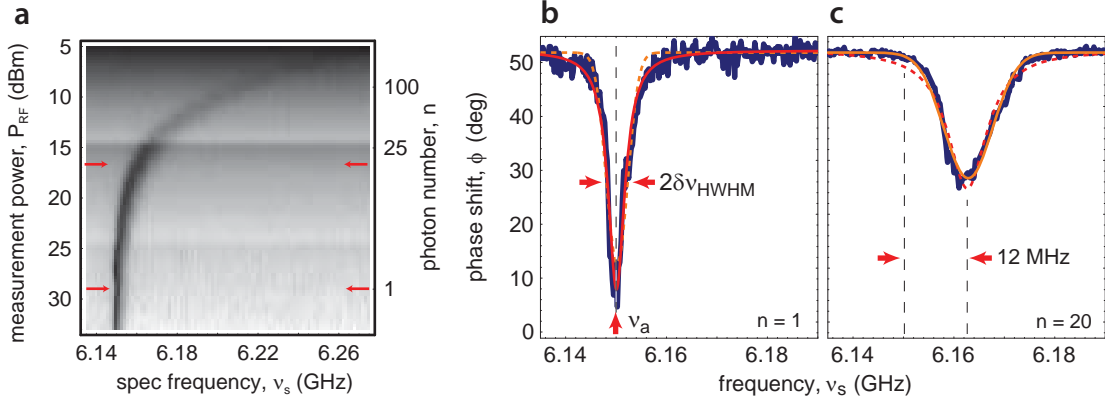 a
measurement power, P_RF (dBm)
5
10
15
20
25
30
100
25
1
photon number, n
6.14
6.18
6.22
6.26
spec frequency, ν_s (GHz)
b
phase shift, ϕ (deg)
50
40
30
20
10
0
2δν_HWHM
ν_a
n = 1
6.14
6.16
6.18
c
12 MHz
n = 20
6.14
6.16
6.18
frequency, ν_s (GHz)